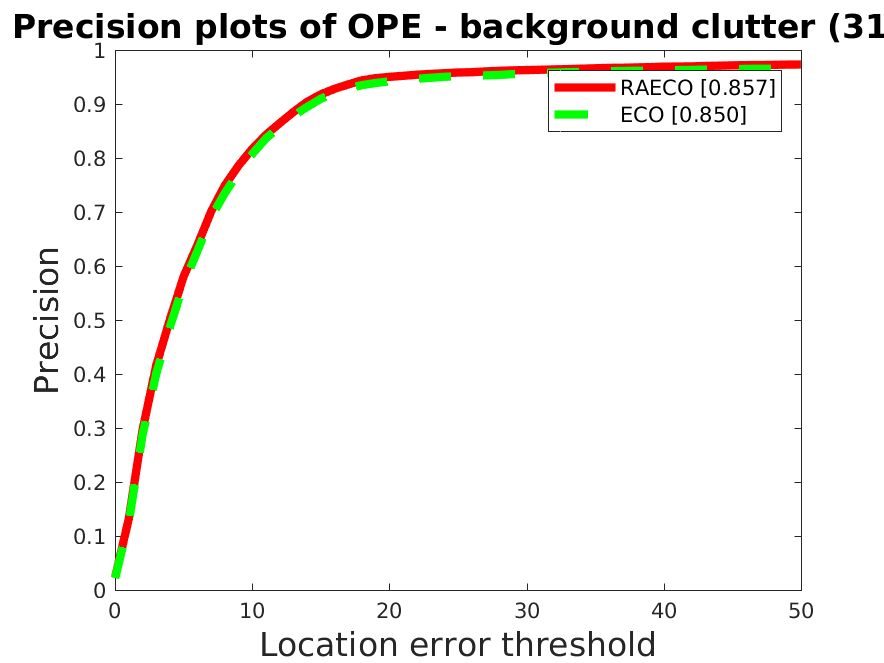 Precision plots of OPE - background clutter (31
1
0.9
0.8
0.7
0.6
0.5
0.4
0.3
0.2
0.1
0
Precision
RAECO [0.857]
ECO [0.850]
0 10 20 30 40 50
Location error threshold